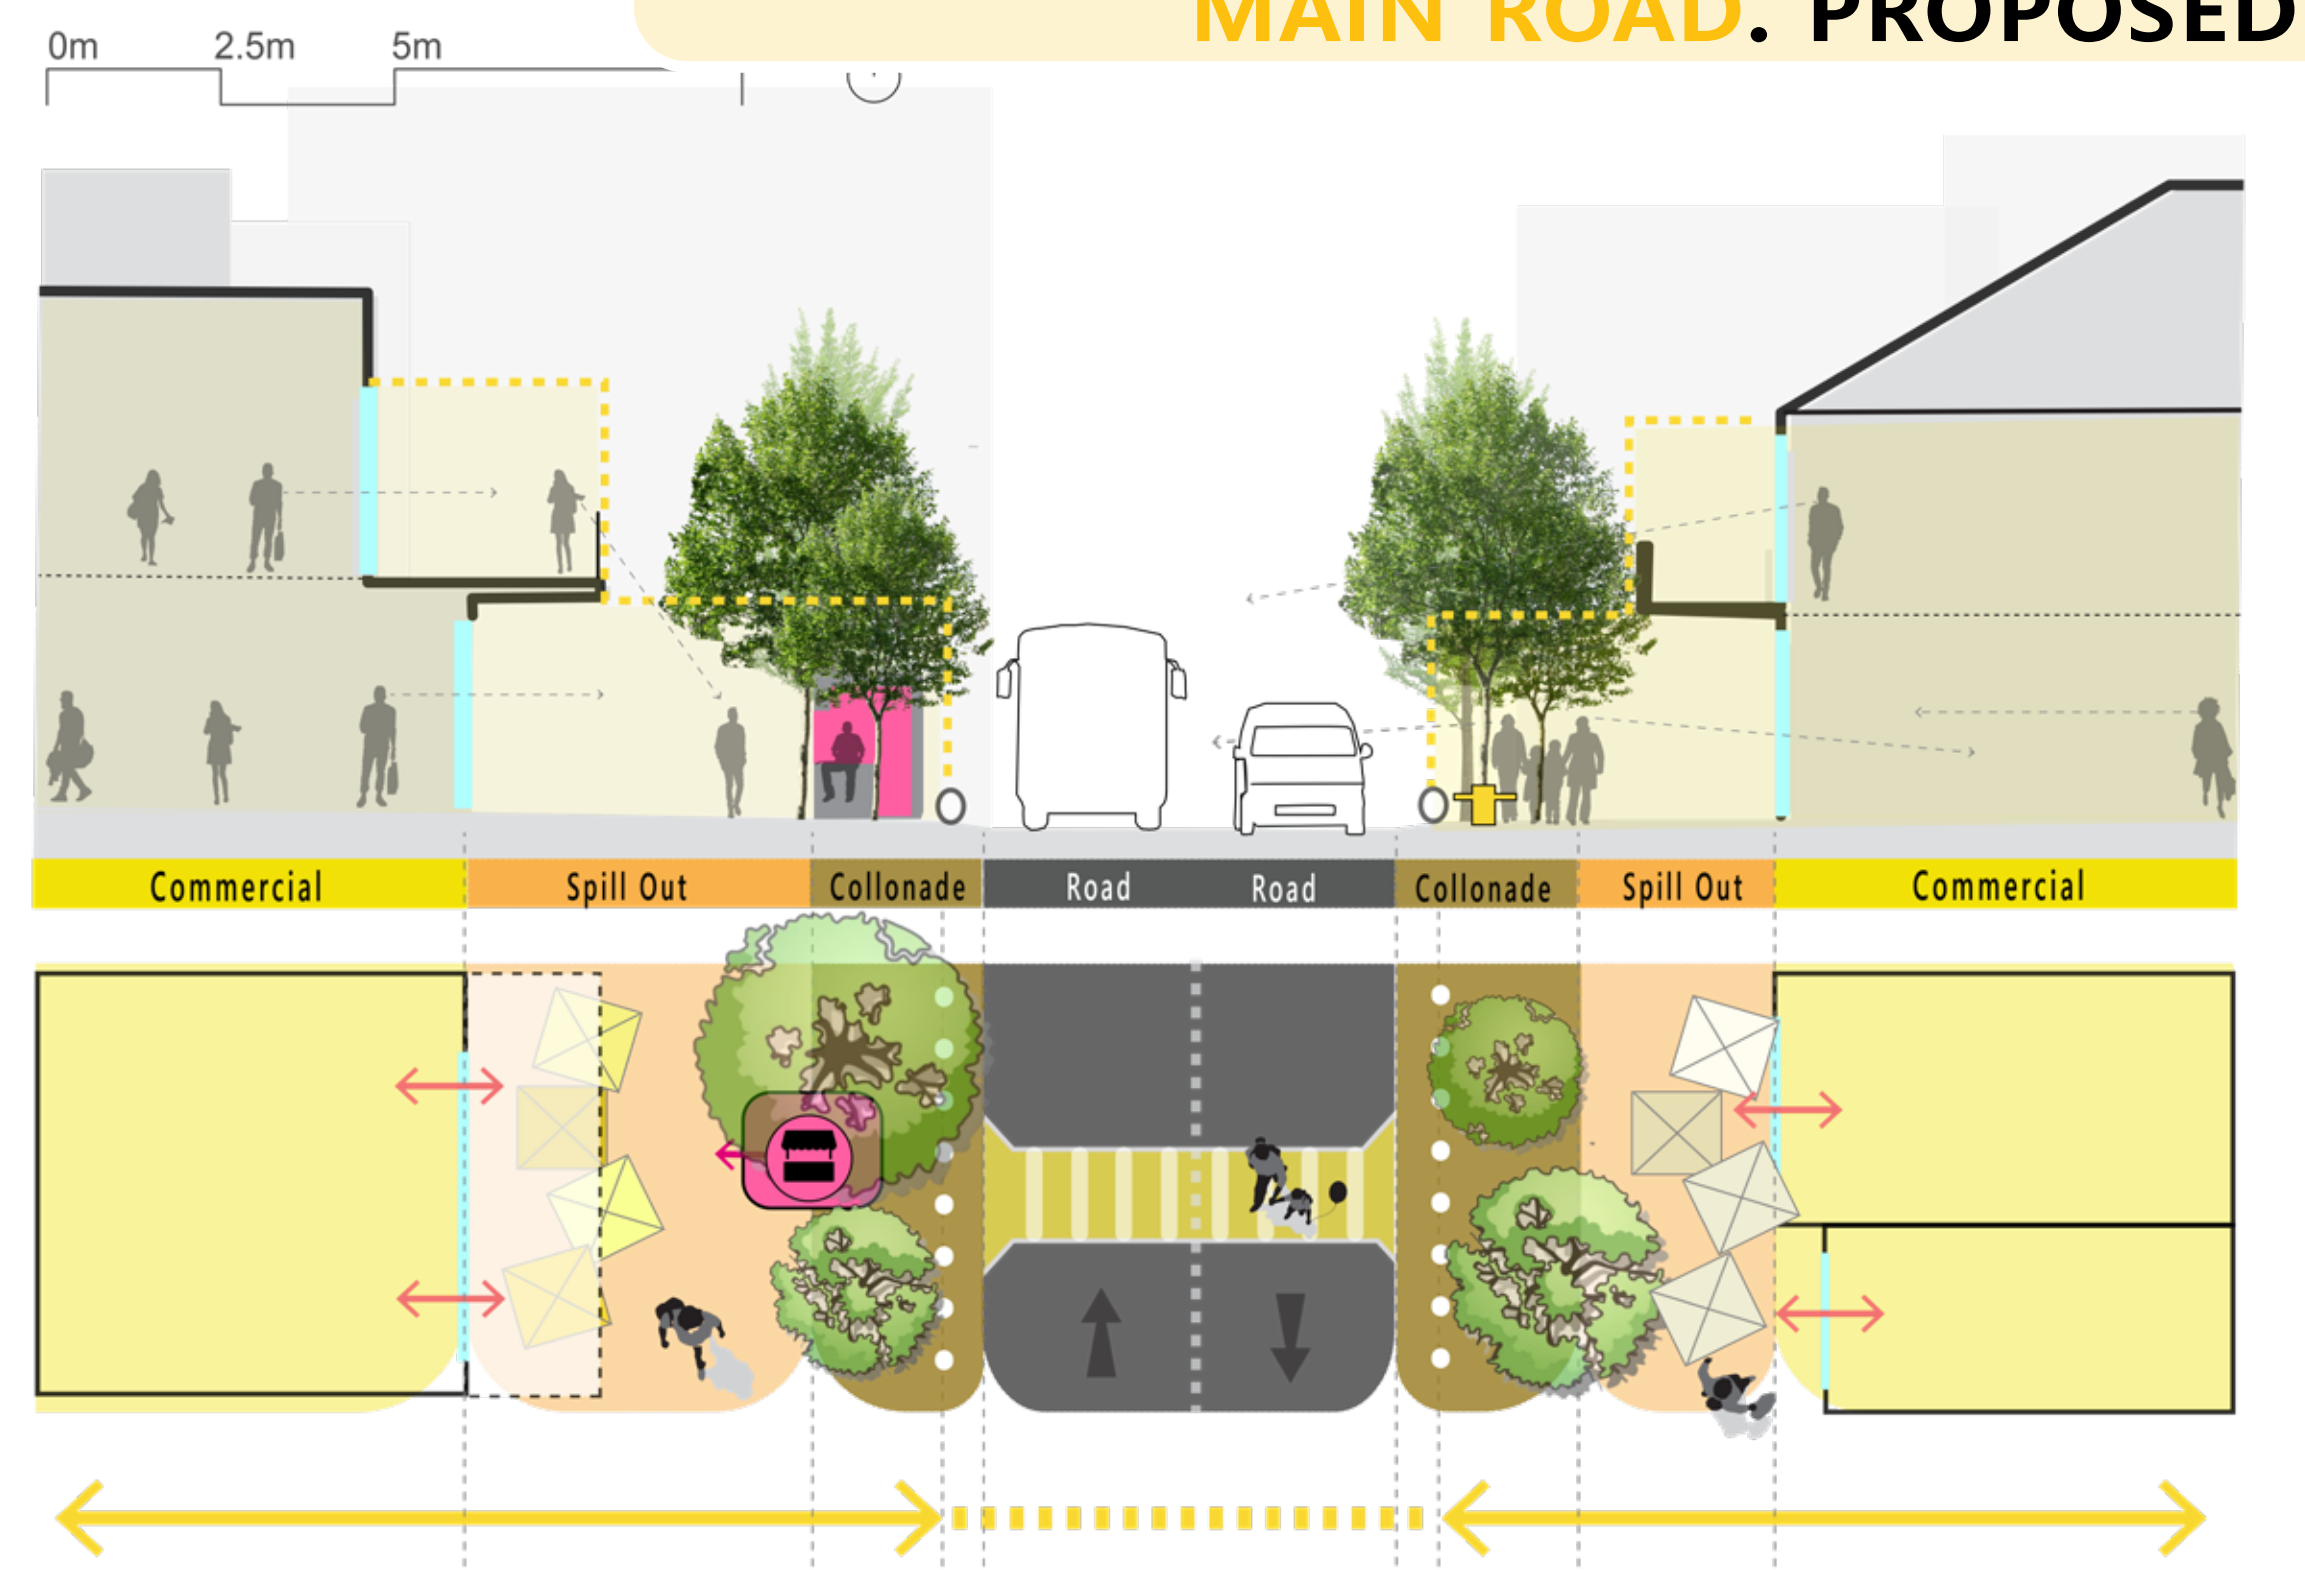 MAIN ROAD. PROPOSED
0m 2.5m 5m
Commercial Spill Out Collonade Road Road Collonade Spill Out Commercial